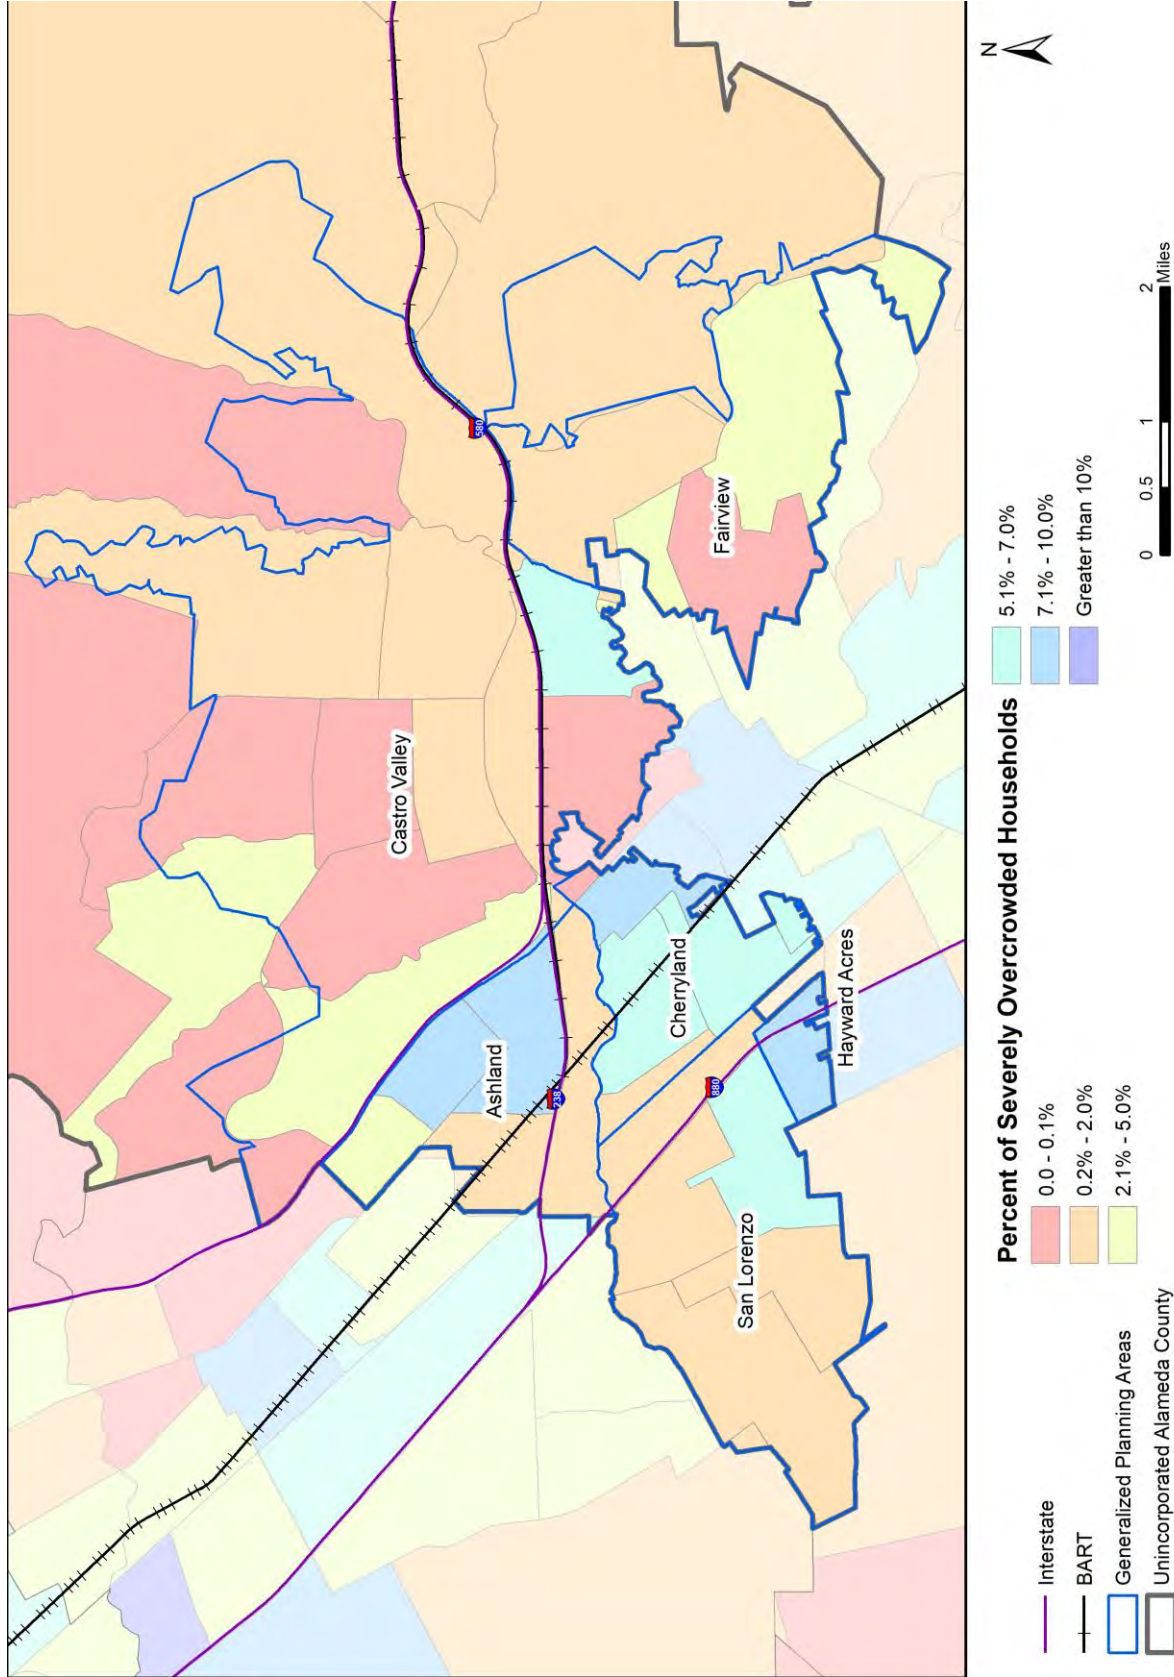 Castro Valley
580
Ashland
238
Fairview
Cherryland
880
San Lorenzo
Hayward Acres
N
Interstate
BART
Generalized Planning Areas
Unincorporated Alameda County
Percent of Severely Overcrowded Households
0.0 - 0.1%
0.2% - 2.0%
2.1% - 5.0%
5.1% - 7.0%
7.1% - 10.0%
Greater than 10%
0 0.5 1 2
Miles